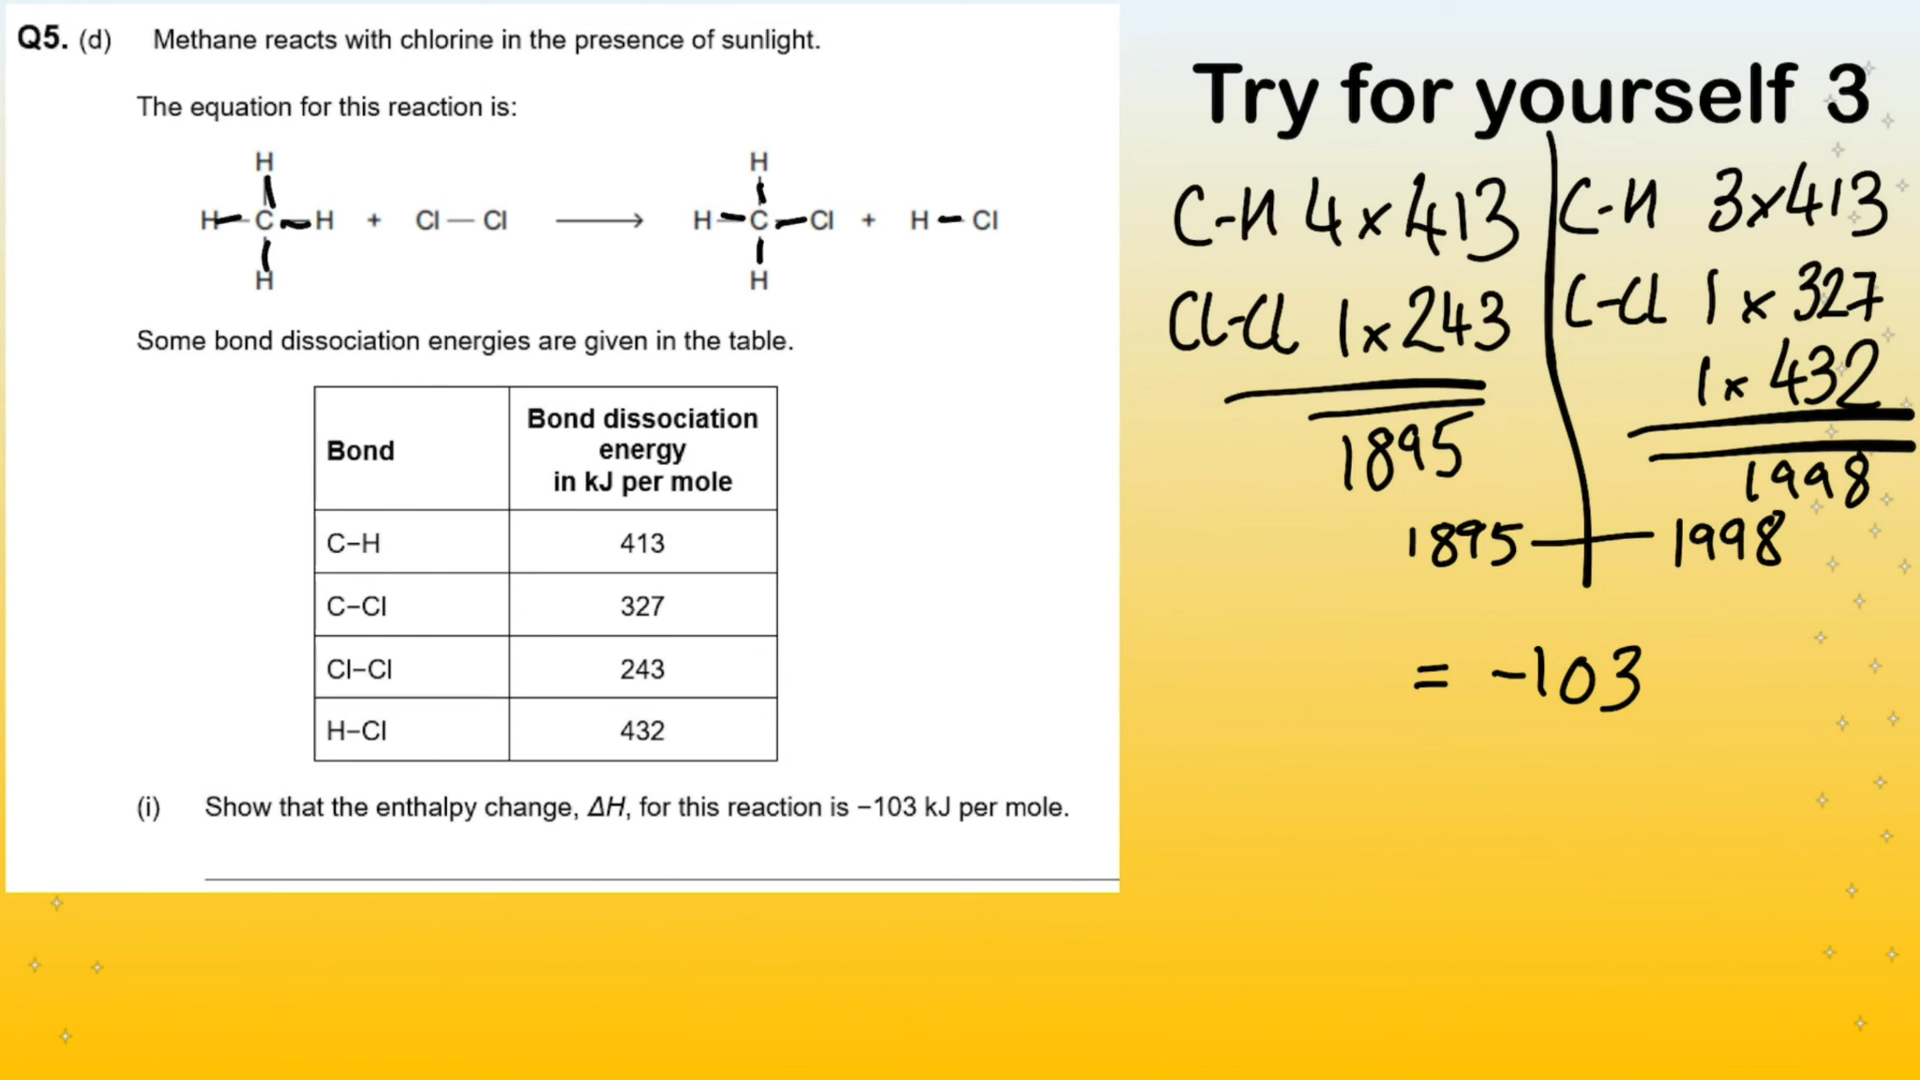 Q5. (d) Methane reacts with chlorine in the presence of sunlight.
The equation for this reaction is:
H H
H C H + Cl — Cl ⟶ H C Cl + H Cl
H H
Some bond dissociation energies are given in the table.
Bond Bond dissociation energy in kJ per mole
C–H 413
C–Cl 327
Cl–Cl 243
H–Cl 432
(i) Show that the enthalpy change, ΔH, for this reaction is −103 kJ per mole.
Try for yourself 3
C-H 4 x 413
Cl-Cl 1 x 243
1895
C-H 3x413
C-Cl 1 x 327
1 x 432
1998
1895 — 1998
= -103